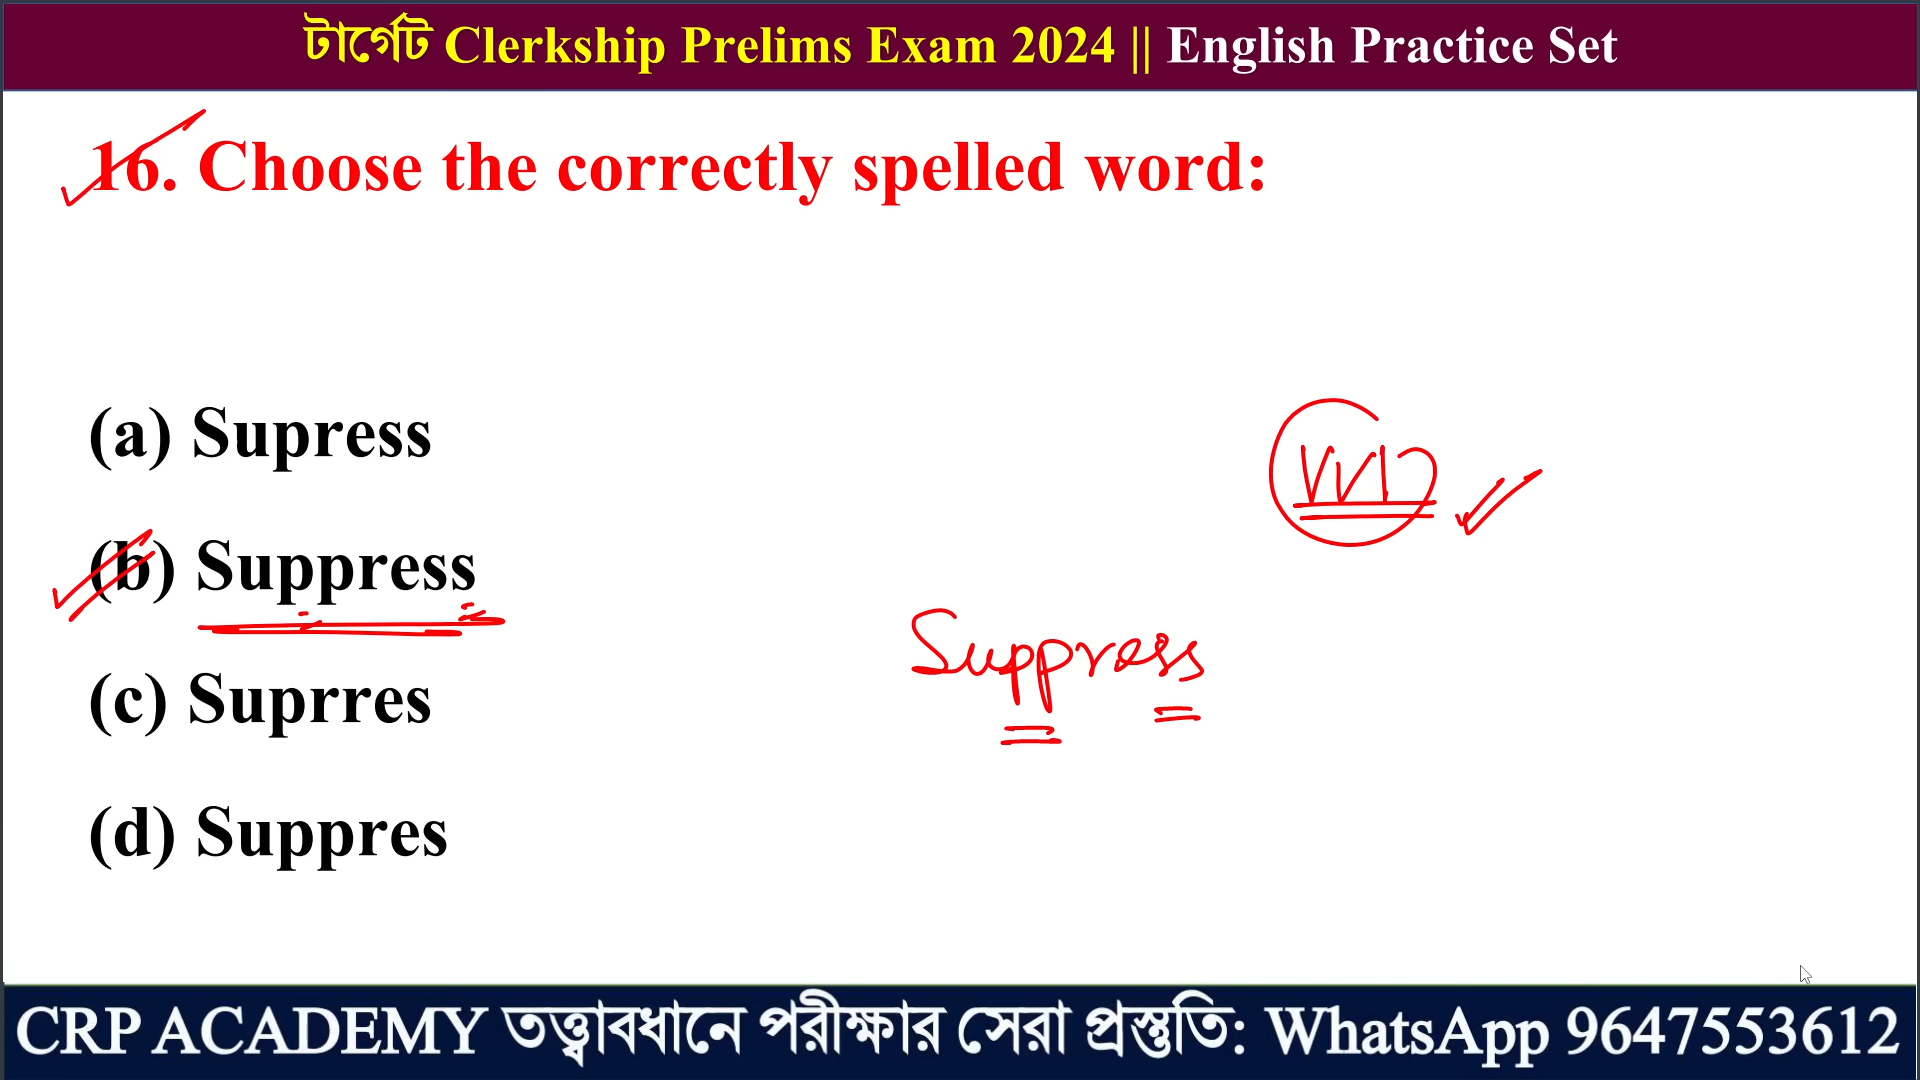 টার্গেট Clerkship Prelims Exam 2024 || English Practice Set
16. Choose the correctly spelled word:
(a) Supress
VVI
(b) Suppress
Suppress
(c) Suprres
(d) Suppres
CRP ACADEMY তত্ত্বাবধানে পরীক্ষার সেরা প্রস্তুতি: WhatsApp 9647553612